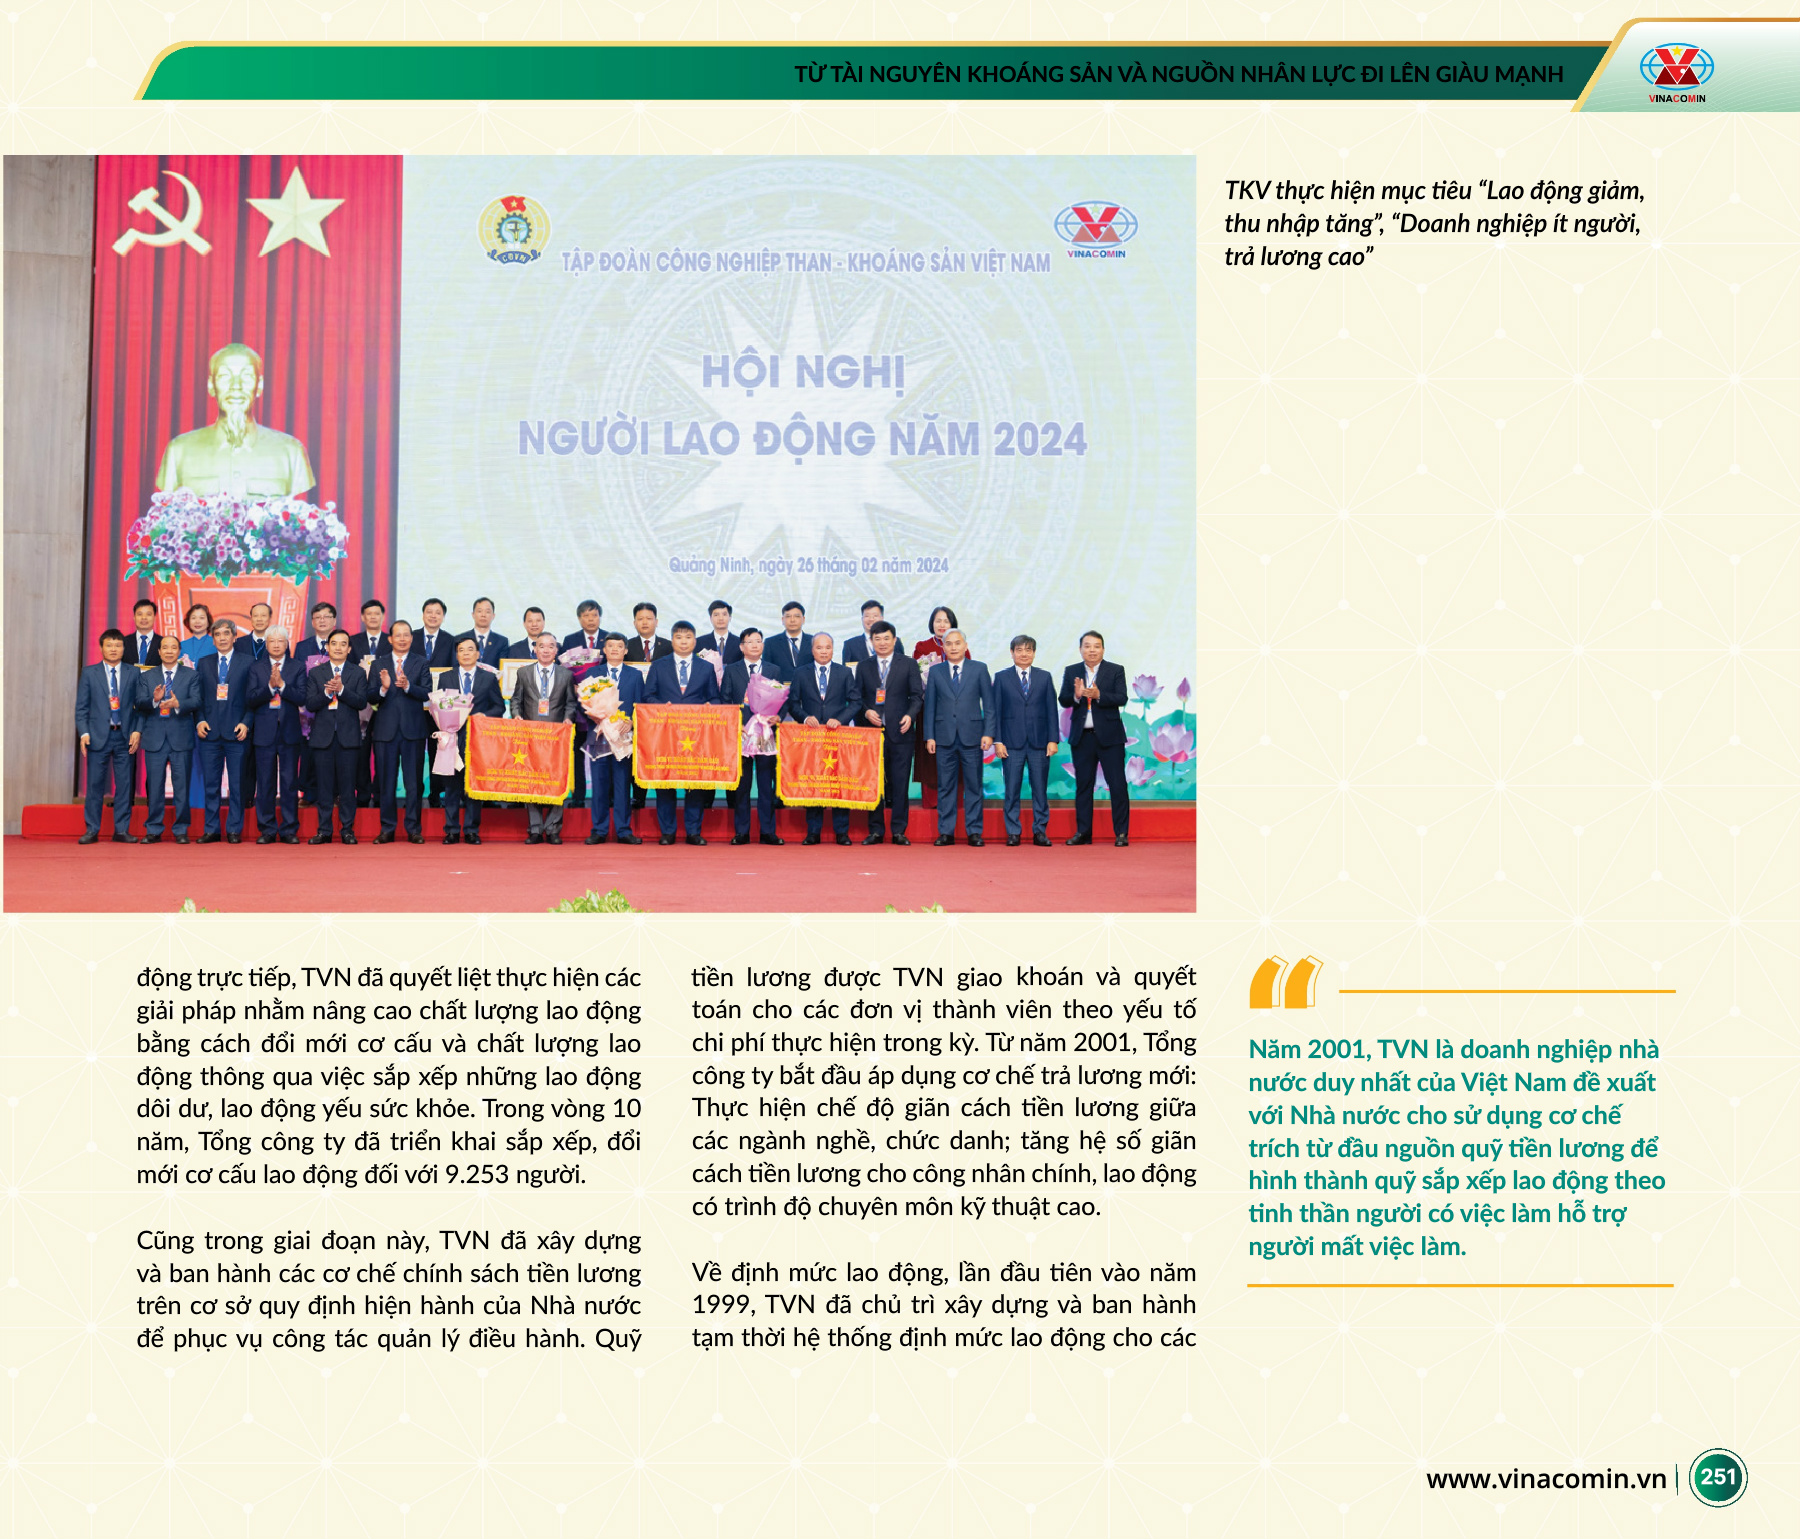 TỪ TÀI NGUYÊN KHOÁNG SẢN VÀ NGUỒN NHÂN LỰC ĐI LÊN GIÀU MẠNH
VINACOMIN
TKV thực hiện mục tiêu “Lao động giảm,
thu nhập tăng”, “Doanh nghiệp ít người,
trả lương cao”
VINACOMIN
TẬP ĐOÀN CÔNG NGHIỆP THAN - KHOÁNG SẢN VIỆT NAM
HỘI NGHỊ
NGƯỜI LAO ĐỘNG NĂM 2024
Quảng Ninh, ngày 26 tháng 02 năm 2024
động trực tiếp, TVN đã quyết liệt thực hiện các
giải pháp nhằm nâng cao chất lượng lao động
bằng cách đổi mới cơ cấu và chất lượng lao
động thông qua việc sắp xếp những lao động
dôi dư, lao động yếu sức khỏe. Trong vòng 10
năm, Tổng công ty đã triển khai sắp xếp, đổi
mới cơ cấu lao động đối với 9.253 người.
Cũng trong giai đoạn này, TVN đã xây dựng
và ban hành các cơ chế chính sách tiền lương
trên cơ sở quy định hiện hành của Nhà nước
để phục vụ công tác quản lý điều hành. Quỹ
tiền lương được TVN giao khoán và quyết
toán cho các đơn vị thành viên theo yếu tố
chi phí thực hiện trong kỳ. Từ năm 2001, Tổng
công ty bắt đầu áp dụng cơ chế trả lương mới:
Thực hiện chế độ giãn cách tiền lương giữa
các ngành nghề, chức danh; tăng hệ số giãn
cách tiền lương cho công nhân chính, lao động
có trình độ chuyên môn kỹ thuật cao.
Về định mức lao động, lần đầu tiên vào năm
1999, TVN đã chủ trì xây dựng và ban hành
tạm thời hệ thống định mức lao động cho các
Năm 2001, TVN là doanh nghiệp nhà
nước duy nhất của Việt Nam đề xuất
với Nhà nước cho sử dụng cơ chế
trích từ đầu nguồn quỹ tiền lương để
hình thành quỹ sắp xếp lao động theo
tinh thần người có việc làm hỗ trợ
người mất việc làm.
www.vinacomin.vn
251